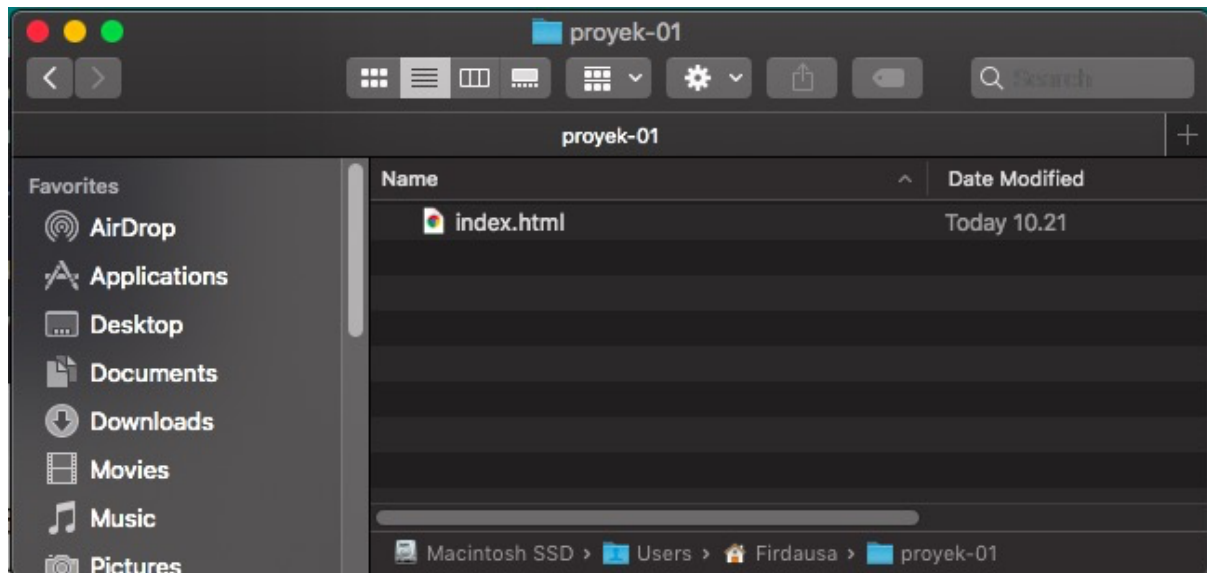 proyek-01
Search
proyek-01
Favorites
AirDrop
Applications
Desktop
Documents
Downloads
Movies
Music
Pictures
Name
Date Modified
index.html
Today 10.21
Macintosh SSD › Users › Firdausa › proyek-01